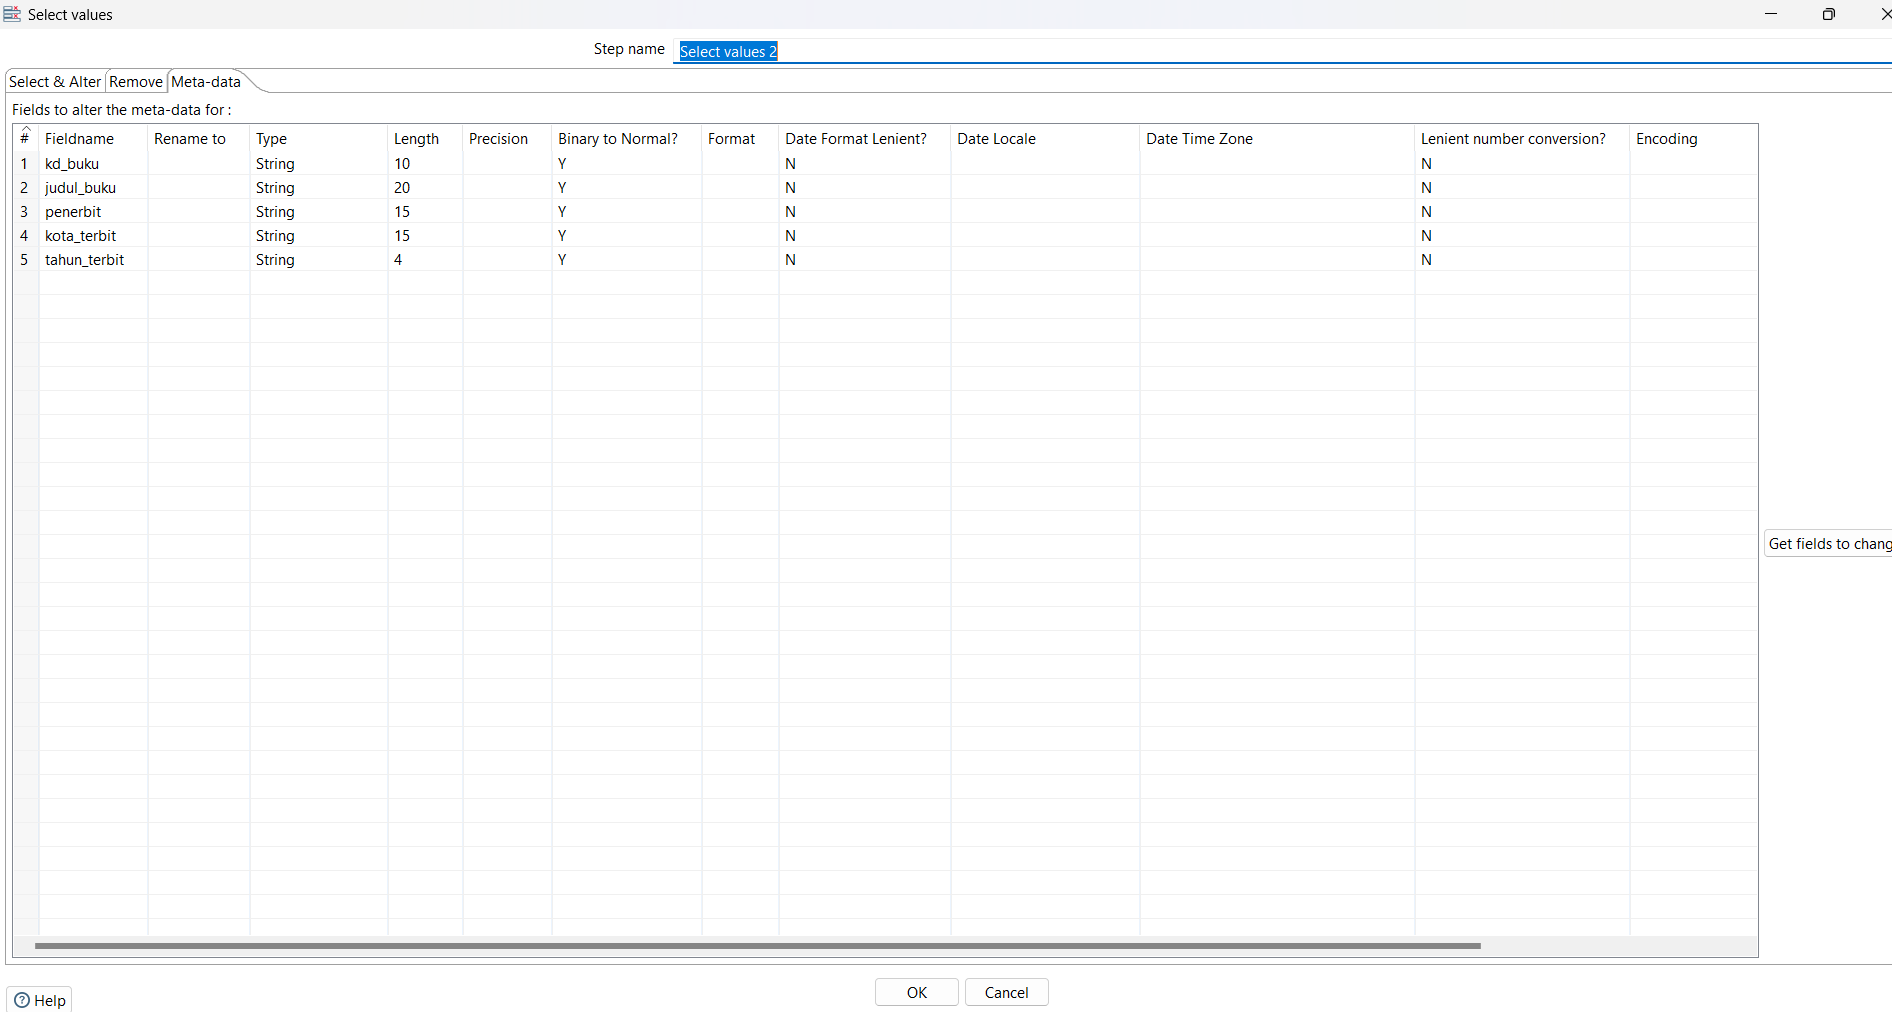 Select values
Step name Select values 2
Select & Alter Remove Meta-data
Fields to alter the meta-data for :
# Fieldname Rename to Type Length Precision Binary to Normal? Format Date Format Lenient? Date Locale Date Time Zone Lenient number conversion? Encoding
1 kd_buku String 10 Y N N
2 judul_buku String 20 Y N N
3 penerbit String 15 Y N N
4 kota_terbit String 15 Y N N
5 tahun_terbit String 4 Y N N
Get fields to chang
OK Cancel
Help